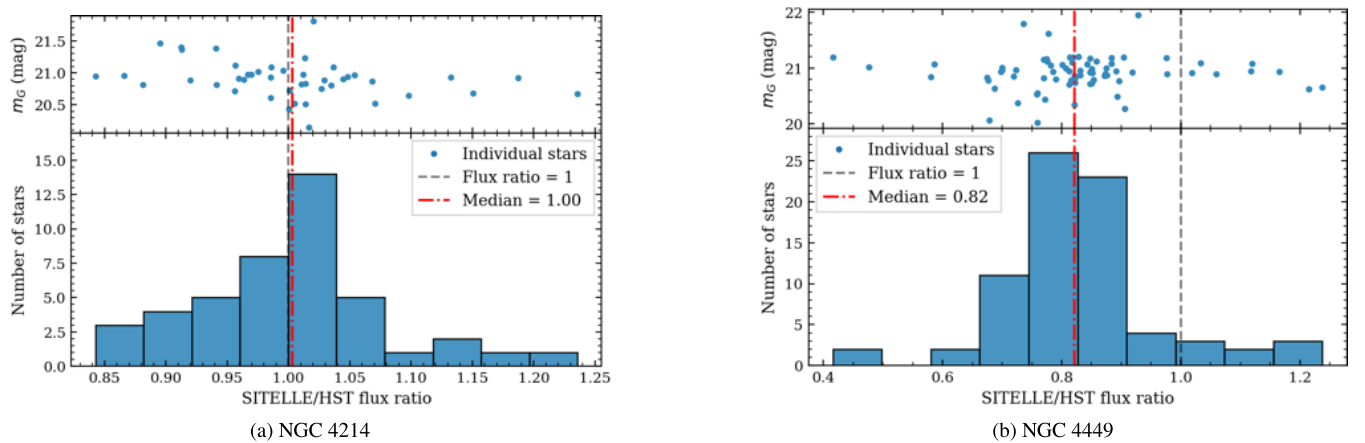 21.5
21.0
20.5
m_G (mag)
Individual stars
Flux ratio = 1
Median = 1.00
15.0
12.5
10.0
7.5
5.0
2.5
0.0
Number of stars
0.85 0.90 0.95 1.00 1.05 1.10 1.15 1.20 1.25
SITELLE/HST flux ratio
(a) NGC 4214
22
21
20
m_G (mag)
Individual stars
Flux ratio = 1
Median = 0.82
25
20
15
10
5
0
Number of stars
0.4 0.6 0.8 1.0 1.2
SITELLE/HST flux ratio
(b) NGC 4449